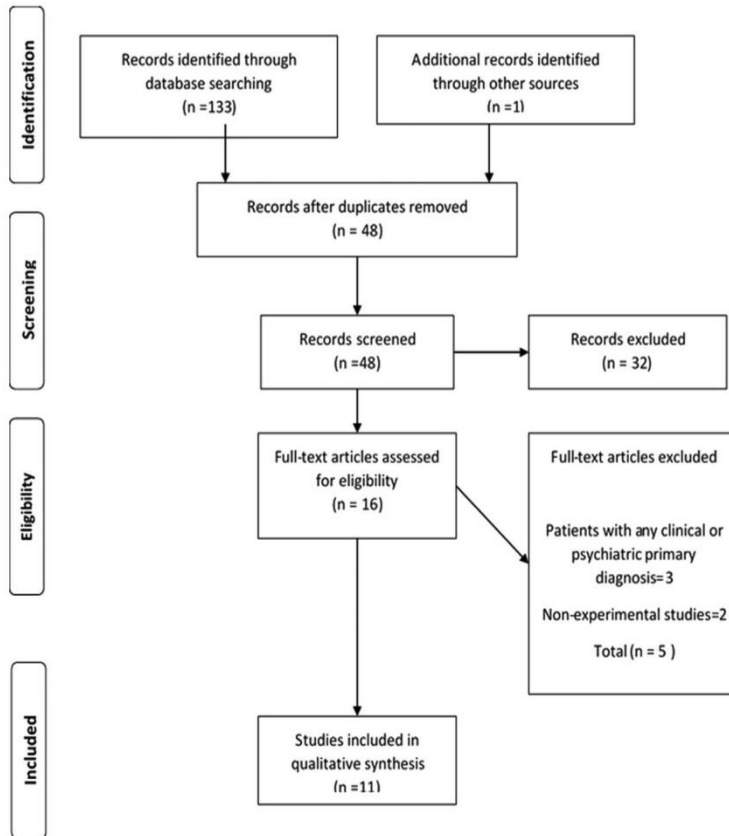 Identification
Records identified through
database searching
(n =133)
Additional records identified
through other sources
(n =1)
Records after duplicates removed
(n = 48)
Screening
Records screened
(n =48)
Records excluded
(n = 32)
Eligibility
Full-text articles assessed
for eligibility
(n = 16)
Full-text articles excluded
Patients with any clinical or
psychiatric primary
diagnosis=3
Non-experimental studies=2
Total (n = 5 )
Included
Studies included in
qualitative synthesis
(n =11)